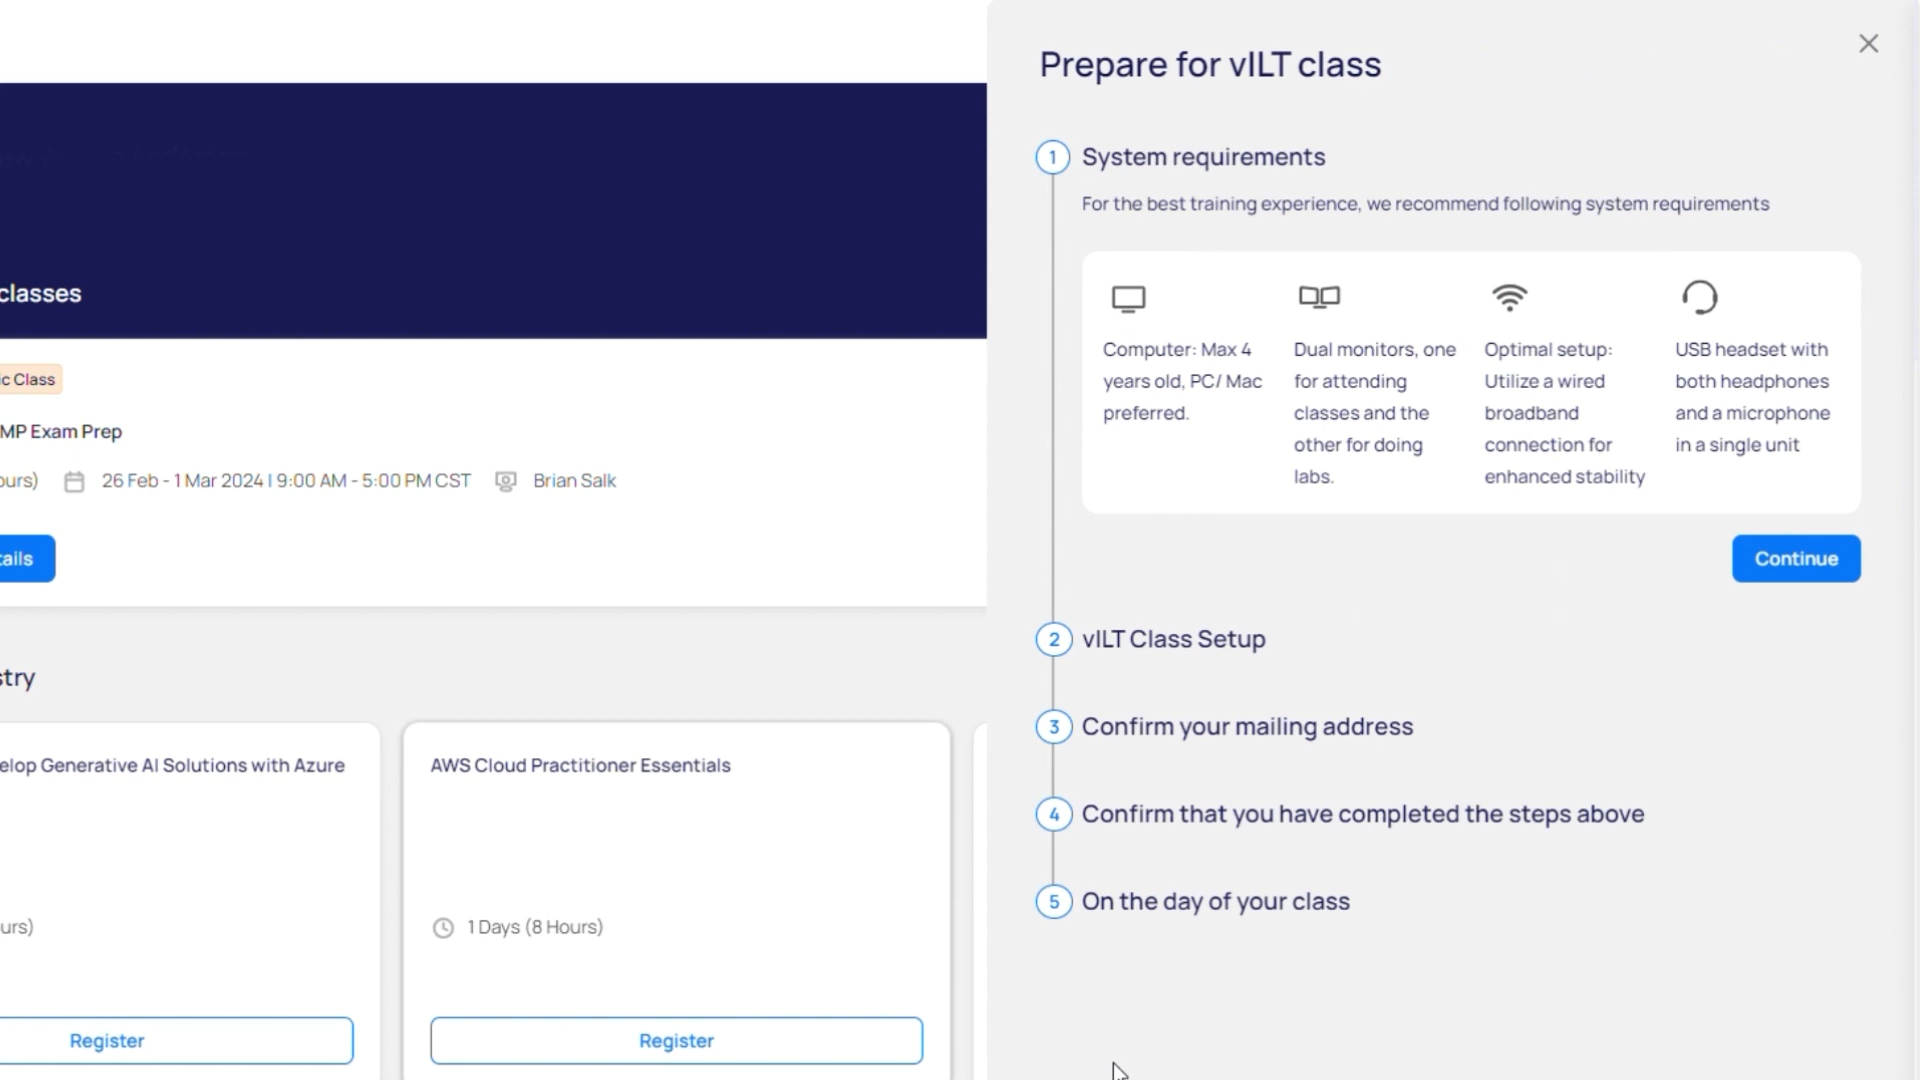 classes
ic Class
MP Exam Prep
ours) 26 Feb - 1 Mar 2024 | 9:00 AM - 5:00 PM CST Brian Salk
tails
stry
elop Generative AI Solutions with Azure
urs)
Register
AWS Cloud Practitioner Essentials
1 Days (8 Hours)
Register
Prepare for vILT class
1 System requirements
For the best training experience, we recommend following system requirements
Computer: Max 4
years old, PC/ Mac
preferred.
Dual monitors, one
for attending
classes and the
other for doing
labs.
Optimal setup:
Utilize a wired
broadband
connection for
enhanced stability
USB headset with
both headphones
and a microphone
in a single unit
Continue
2 vILT Class Setup
3 Confirm your mailing address
4 Confirm that you have completed the steps above
5 On the day of your class